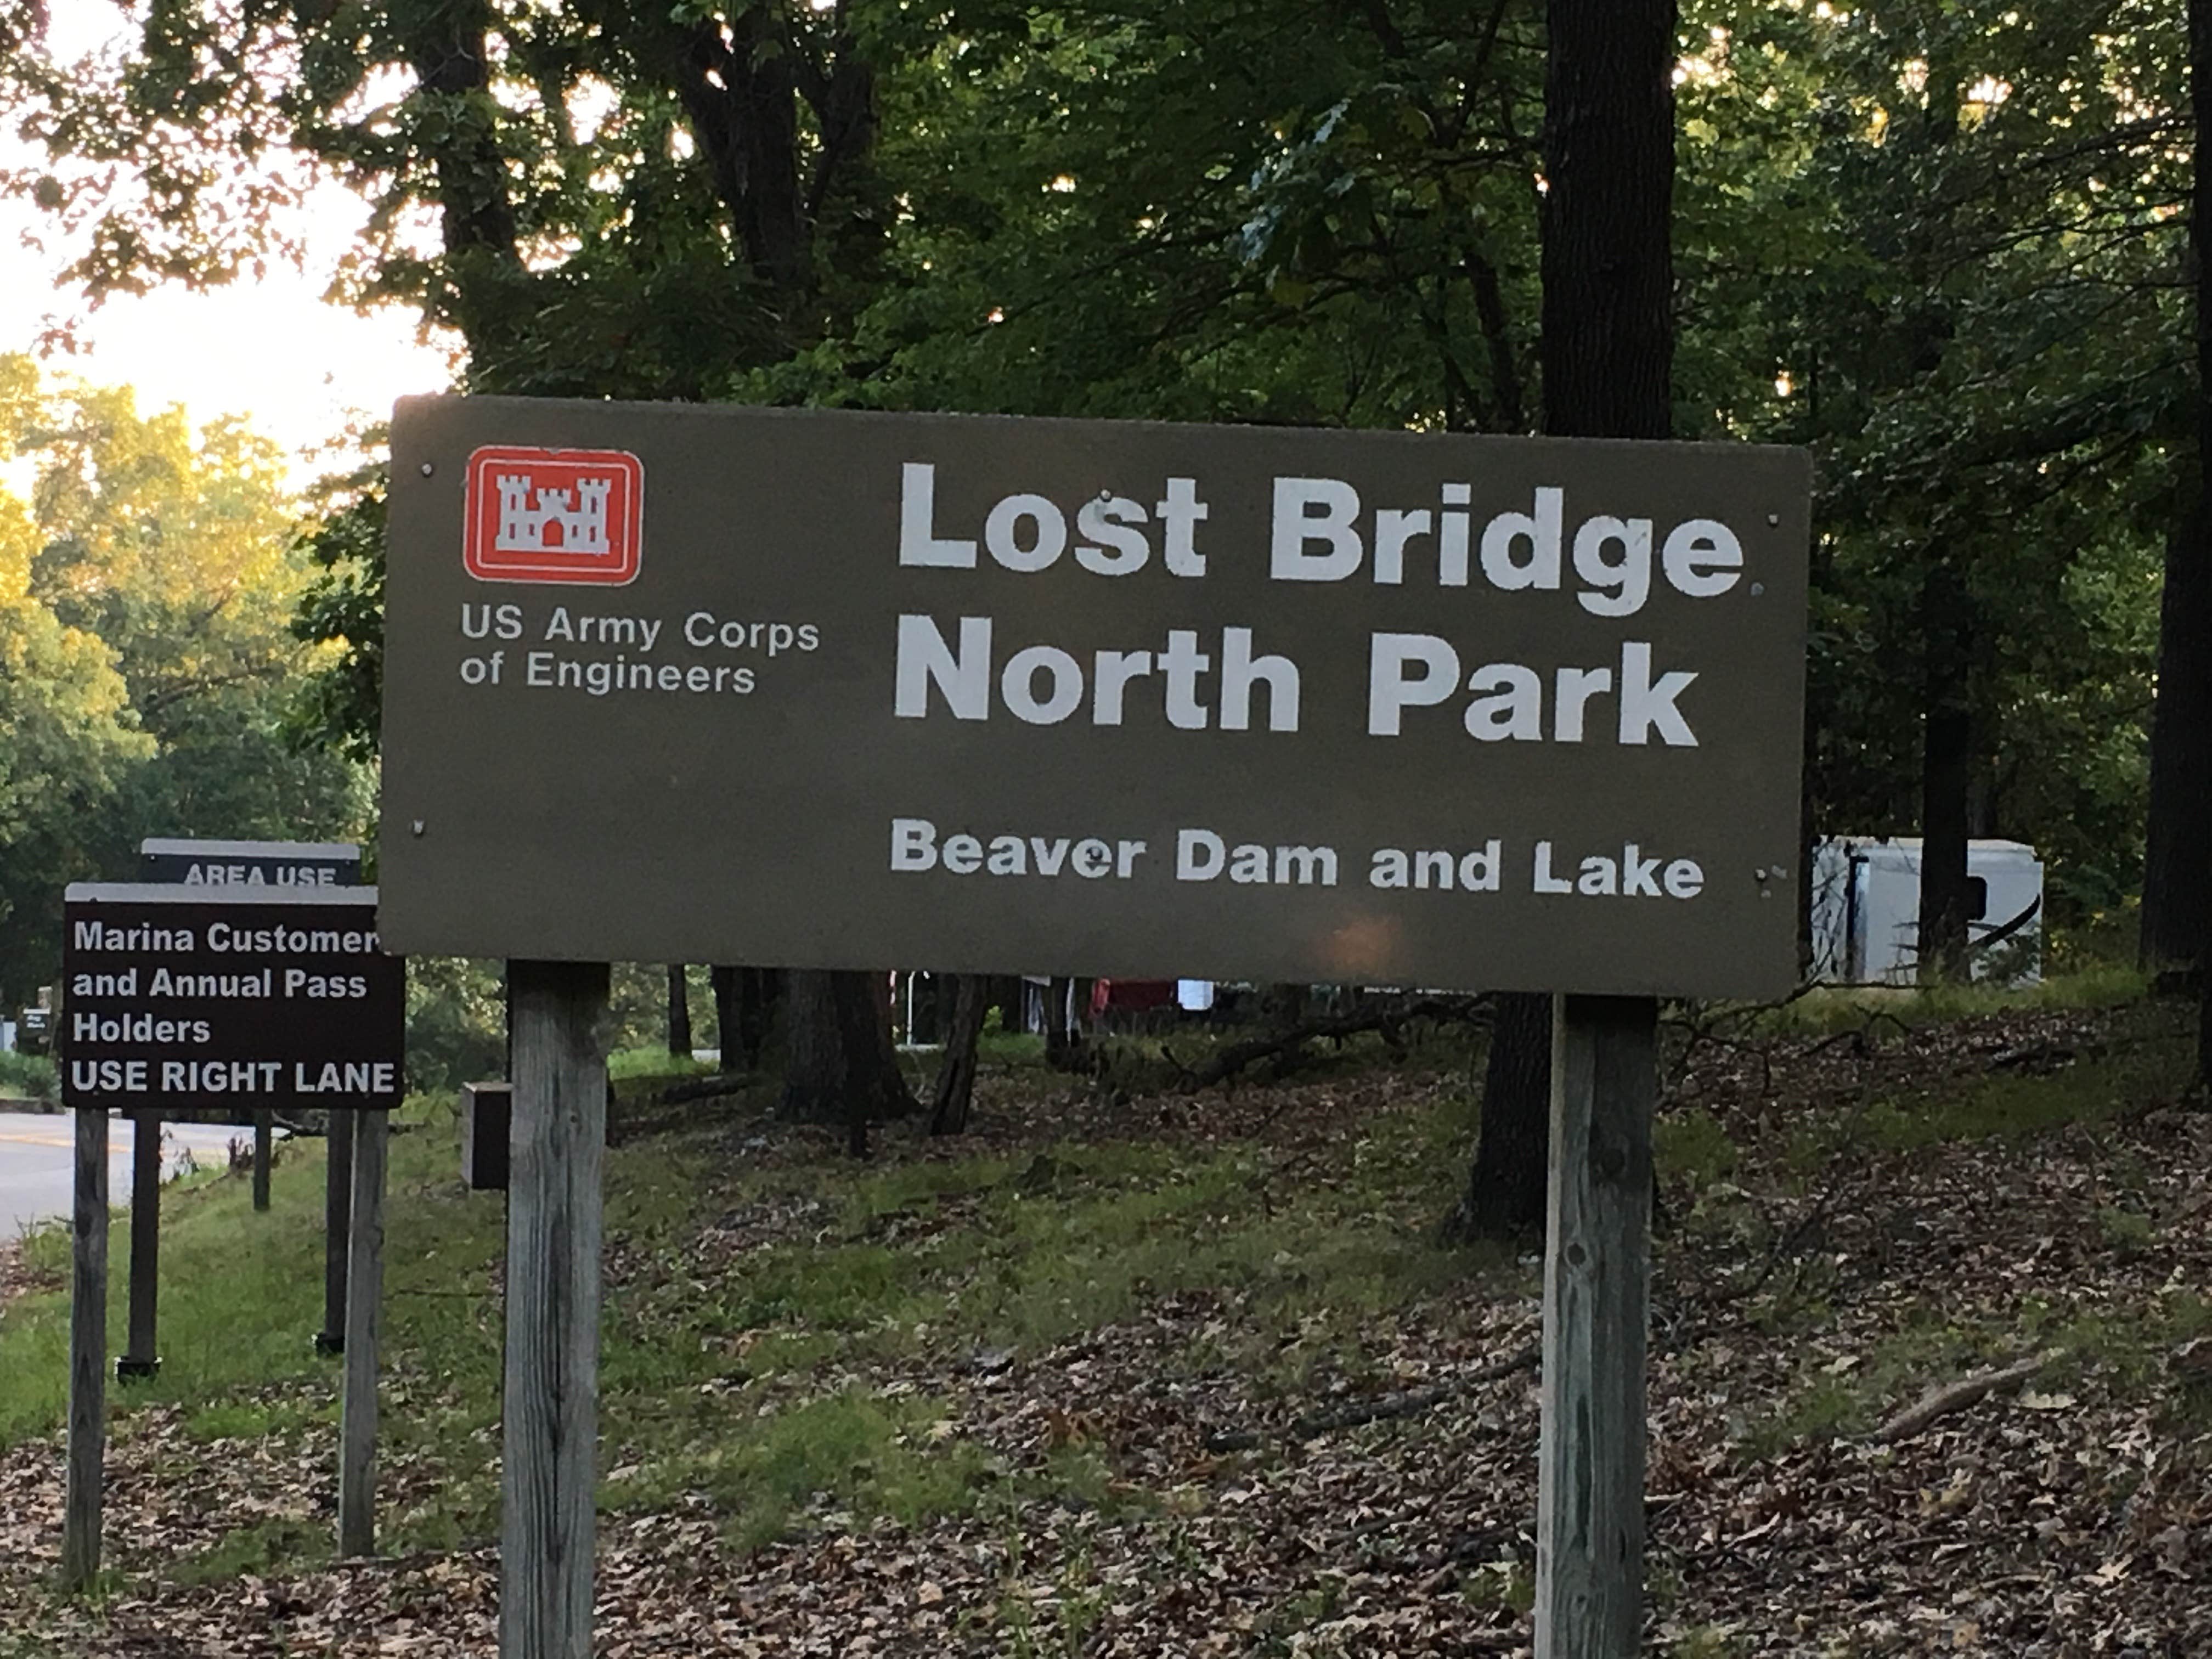 US Army Corps
of Engineers
Lost Bridge
North Park
Beaver Dam and Lake
AREA USE
Marina Customer
and Annual Pass
Holders
USE RIGHT LANE